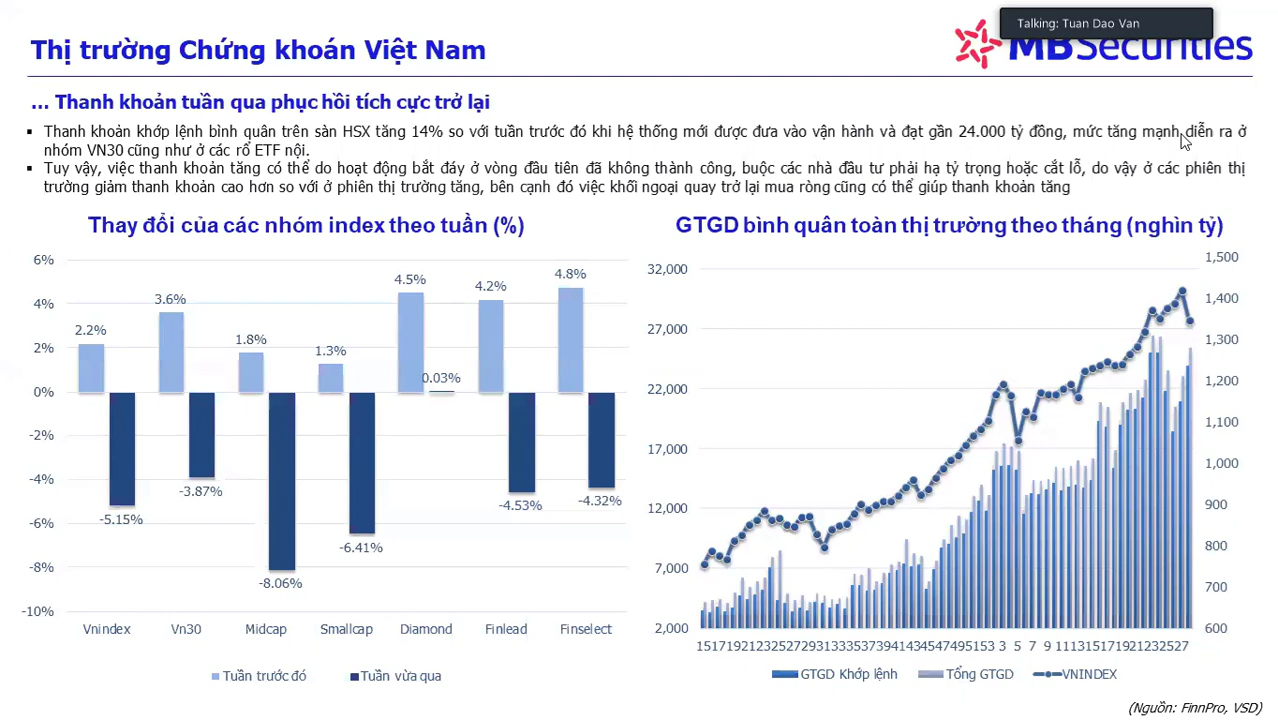 Talking: Tuan Dao Van
Thị trường Chứng khoán Việt Nam
MBSecurities
... Thanh khoản tuần qua phục hồi tích cực trở lại
▪ Thanh khoản khớp lệnh bình quân trên sàn HSX tăng 14% so với tuần trước đó khi hệ thống mới được đưa vào vận hành và đạt gần 24.000 tỷ đồng, mức tăng mạnh diễn ra ở
nhóm VN30 cũng như ở các rổ ETF nội.
▪ Tuy vậy, việc thanh khoản tăng có thể do hoạt động bắt đáy ở vòng đầu tiên đã không thành công, buộc các nhà đầu tư phải hạ tỷ trọng hoặc cắt lỗ, do vậy ở các phiên thị
trường giảm thanh khoản cao hơn so với ở phiên thị trường tăng, bên cạnh đó việc khối ngoại quay trở lại mua ròng cũng có thể giúp thanh khoản tăng
Thay đổi của các nhóm index theo tuần (%)
6%
4%
2%
0%
-2%
-4%
-6%
-8%
-10%
2.2%
3.6%
1.8%
1.3%
4.5%
4.2%
4.8%
-5.15%
-3.87%
-8.06%
-6.41%
0.03%
-4.53%
-4.32%
Vnindex Vn30 Midcap Smallcap Diamond Finlead Finselect
Tuần trước đó Tuần vừa qua
GTGD bình quân toàn thị trường theo tháng (nghìn tỷ)
32,000
27,000
22,000
17,000
12,000
7,000
2,000
1,500
1,400
1,300
1,200
1,100
1,000
900
800
700
600
15171921232527293133353739414345474951533 5 7 9 11131517192123252​7
GTGD Khớp lệnh Tổng GTGD VNINDEX
(Nguồn: FinnPro, VSD)